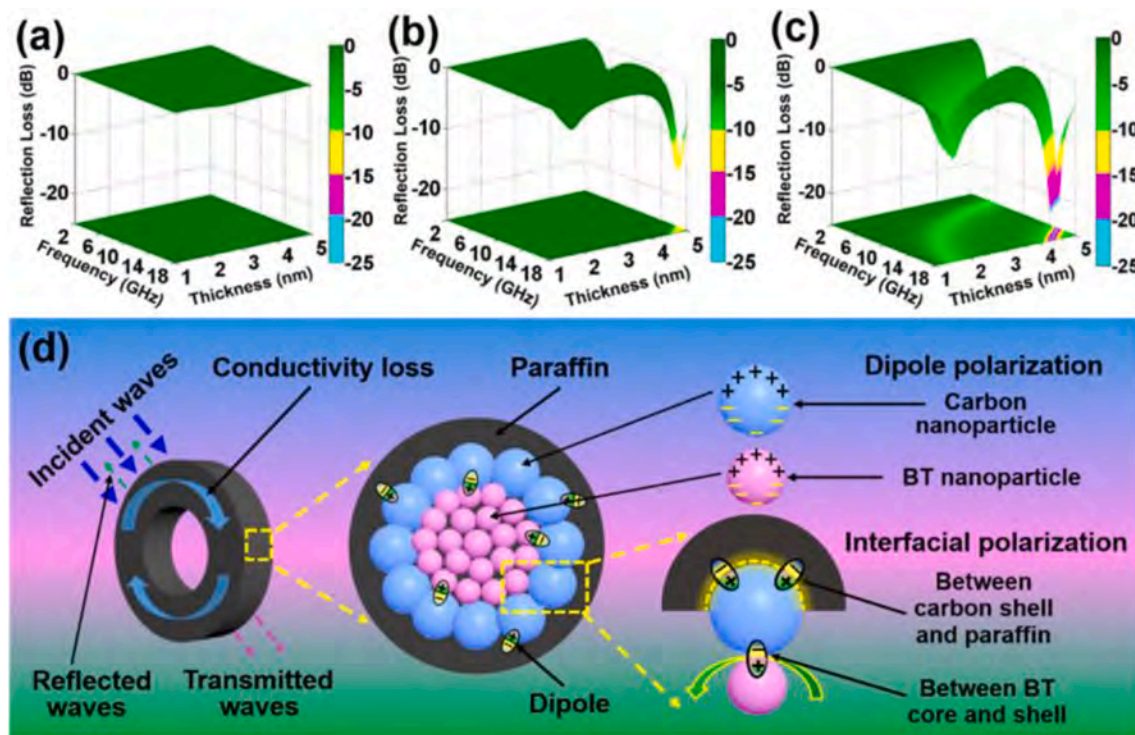 (a)
Reflection Loss (dB)
0
-10
-20
2
6
10
14
18
Frequency (GHz)
1
2
3
4
5
Thickness (nm)
0
-5
-10
-15
-20
-25
(b)
Reflection Loss (dB)
0
-10
-20
2
6
10
14
18
Frequency (GHz)
1
2
3
4
5
Thickness (nm)
0
-5
-10
-15
-20
-25
(c)
Reflection Loss (dB)
0
-10
-20
2
6
10
14
18
Frequency (GHz)
1
2
3
4
5
Thickness (nm)
0
-5
-10
-15
-20
-25
(d)
Incident waves
Conductivity loss
Reflected
waves
Transmitted
waves
Paraffin
Dipole
Dipole polarization
Carbon
nanoparticle
BT nanoparticle
Interfacial polarization
Between
carbon shell
and paraffin
Between BT
core and shell